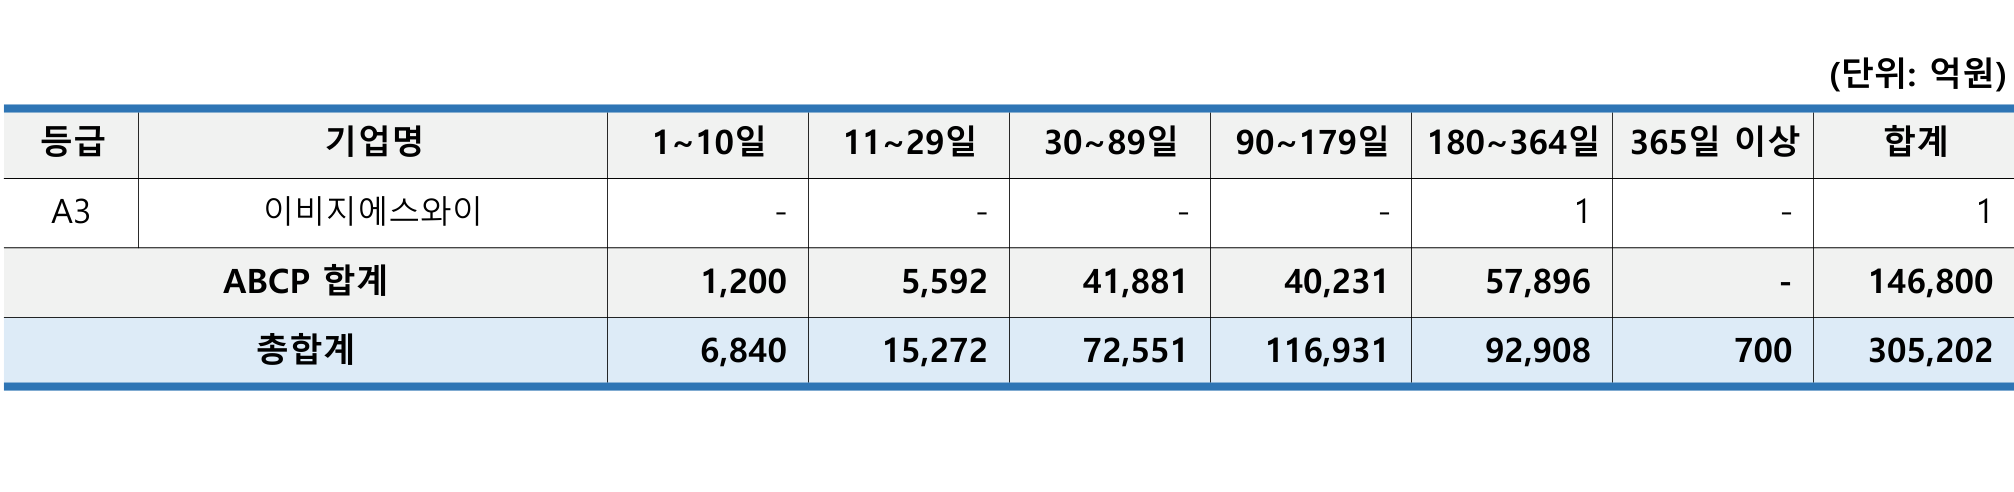 (단위: 억원)
등급 기업명 1~10일 11~29일 30~89일 90~179일 180~364일 365일 이상 합계
A3 이비지에스와이 - - - - 1 - 1
ABCP 합계 1,200 5,592 41,881 40,231 57,896 - 146,800
총합계 6,840 15,272 72,551 116,931 92,908 700 305,202